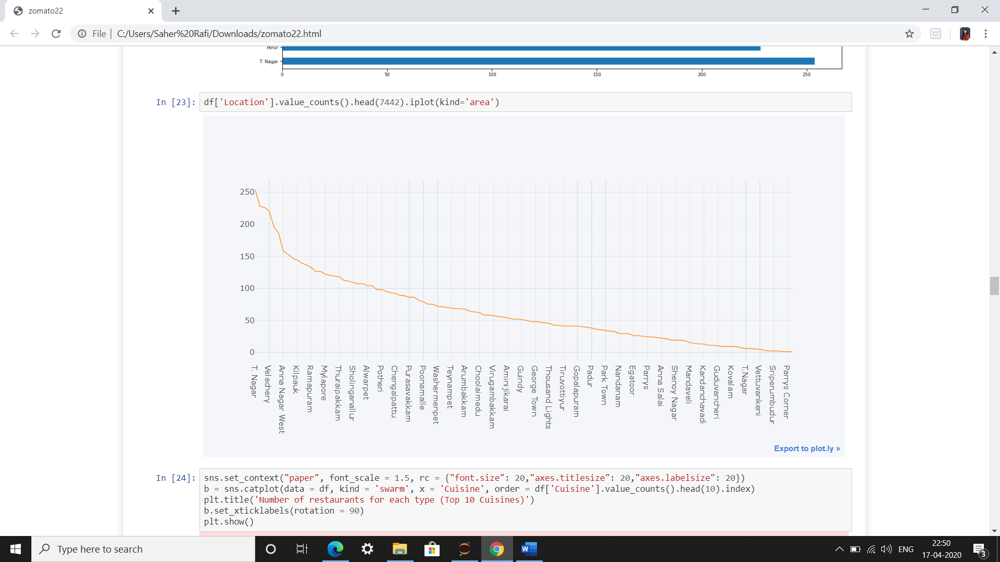 zomato22
File
C:/Users/Saher%20Rafi/Downloads/zomato22.html
Porur
T. Nagar
0 50 100 150 200 250
In [23]: df['Location'].value_counts().head(7442).iplot(kind='area')
250
200
150
100
50
0
T. Nagar
Velachery
Anna Nagar West
Kilpauk
Ramapuram
Mylapore
Thuraipakkam
Sholinganallur
Alwarpet
Potheri
Chengalpattu
Purasavakkam
Poonamalle
Washermenpet
Teynampet
Arumbakkam
Choolaimedu
Virugambakkam
Aminijikarai
Guindy
George Town
Thousand Lights
Tiruvottiyur
Gopalapuram
Padur
Park Town
Nandanam
Egatoor
Parrys
Anna Salai
Shenoy Nagar
Mandaveli
Kandanchavadi
Guduvancheri
Kovalam
T.Nagar
Vettuvankeni
Sriperumbudur
Parrys Corner
Export to plot.ly »
In [24]: sns.set_context("paper", font_scale = 1.5, rc = {"font.size": 20,"axes.titlesize": 20,"axes.labelsize": 20})
b = sns.catplot(data = df, kind = 'swarm', x = 'Cuisine', order = df['Cuisine'].value_counts().head(10).index)
plt.title('Number of restaurants for each type (Top 10 Cuisines)')
b.set_xticklabels(rotation = 90)
plt.show()
Type here to search
W
ENG
22:50
17-04-2020
3